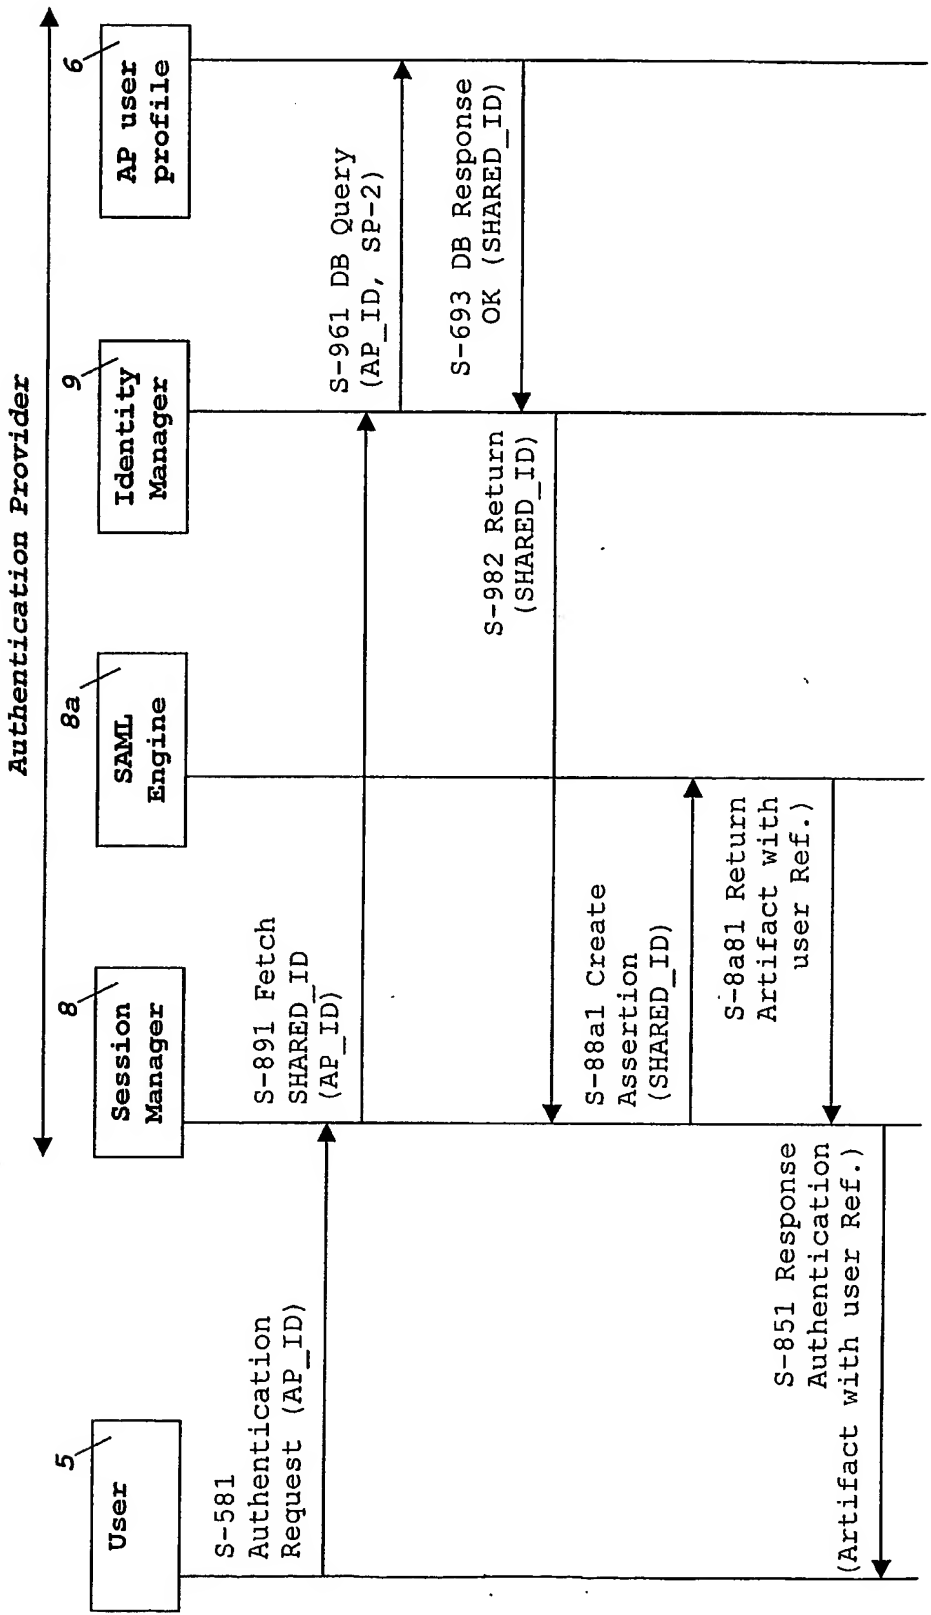 Authentication Provider
5
8
8a
9
6
User
Session
Manager
SAML
Engine
Identity
Manager
AP user
profile
S-581
Authentication
Request (AP_ID)
S-891 Fetch
SHARED_ID
(AP_ID)
S-961 DB Query
(AP_ID, SP-2)
S-693 DB Response
OK (SHARED_ID)
S-982 Return
(SHARED_ID)
S-88a1 Create
Assertion
(SHARED_ID)
S-8a81 Return
Artifact with
user Ref.)
S-851 Response
Authentication
(Artifact with user Ref.)